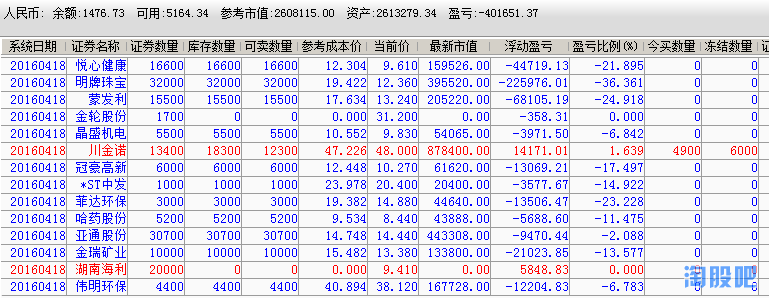 人民币: 余额:1476.73 可用:5164.34 参考市值:2608115.00 资产:2613279.34 盈亏:-401651.37
系统日期 证券名称 证券数量 库存数量 可卖数量 参考成本价 当前价 最新市值 浮动盈亏 盈亏比例(%) 今买数量 冻结数量 证
20160418 悦心健康 16600 16600 16600 12.304 9.610 159526.00 -44719.13 -21.895 0 0
20160418 明牌珠宝 32000 32000 32000 19.422 12.360 395520.00 -225976.01 -36.361 0 0
20160418 蒙发利 15500 15500 15500 17.634 13.240 205220.00 -68105.19 -24.918 0 0
20160418 金轮股份 1700 0 0 0.000 31.200 0 -358.31 0.000 0 0
20160418 晶盛机电 5500 5500 5500 10.552 9.830 54065.00 -3971.50 -6.842 0 0
20160418 川金诺 13400 18300 12300 47.226 48.000 878400.00 14171.01 1.639 4900 6000
20160418 冠豪高新 6000 6000 6000 12.448 10.270 61620.00 -13069.21 -17.497 0 0
20160418 *ST中发 1000 1000 1000 23.978 20.400 20400.00 -3577.67 -14.922 0 0
20160418 菲达环保 3000 3000 3000 19.382 14.880 44640.00 -13506.47 -23.228 0 0
20160418 哈药股份 5200 5200 5200 9.534 8.440 43888.00 -5688.60 -11.475 0 0
20160418 亚通股份 30700 30700 30700 14.748 14.440 443308.00 -9470.44 -2.088 0 0
20160418 金瑞矿业 10000 10000 10000 15.482 13.380 133800.00 -21023.85 -13.577 0 0
20160418 湖南海利 20000 0 0 0.000 9.410 0 5848.83 0.000 0 0
20160418 伟明环保 4400 4400 4400 40.894 38.120 167728.00 -12204.83 -6.783 0 0
淘股吧